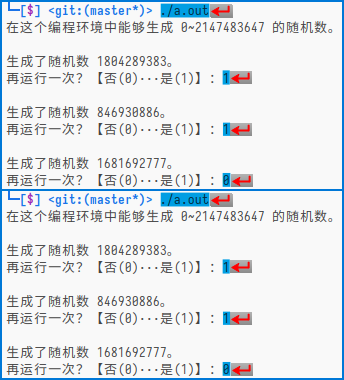 └─[$] <git:(master*)> ./a.out
在这个编程环境中能够生成 0~2147483647 的随机数。
生成了随机数 1804289383。
再运行一次？【否(0)···是(1)】：1
生成了随机数 846930886。
再运行一次？【否(0)···是(1)】：1
生成了随机数 1681692777。
再运行一次？【否(0)···是(1)】：0
└─[$] <git:(master*)> ./a.out
在这个编程环境中能够生成 0~2147483647 的随机数。
生成了随机数 1804289383。
再运行一次？【否(0)···是(1)】：1
生成了随机数 846930886。
再运行一次？【否(0)···是(1)】：1
生成了随机数 1681692777。
再运行一次？【否(0)···是(1)】：0